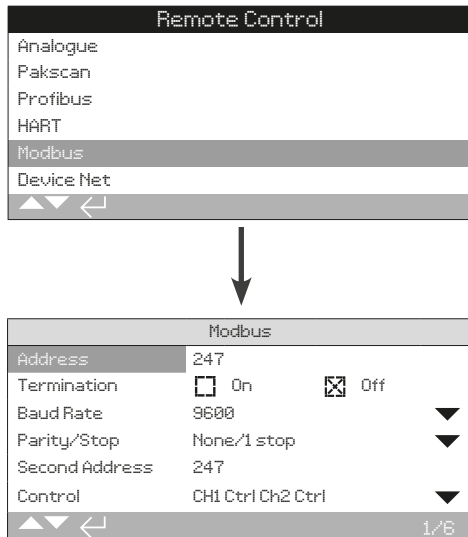 Remote Control
Analogue
Pakscan
Profibus
HART
Modbus
Device Net
Modbus
Address 247
Termination On Off
Baud Rate 9600
Parity/Stop None/1 stop
Second Address 247
Control CH1 Ctrl Ch2 Ctrl
1/6